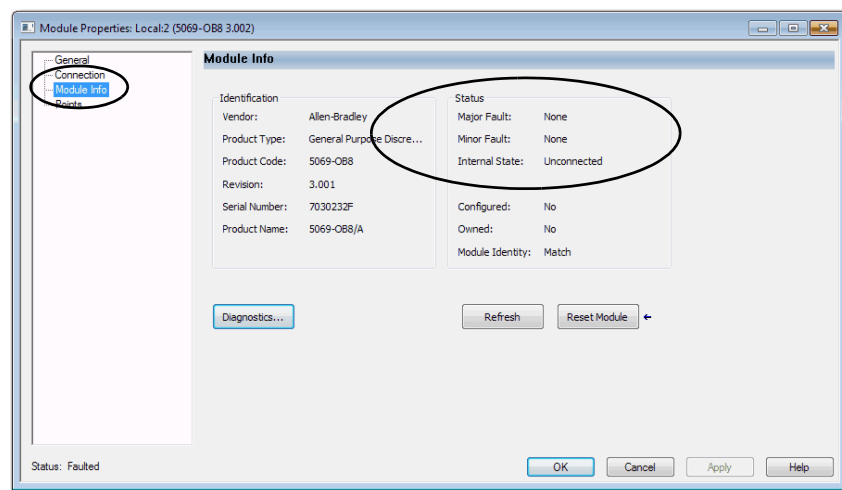 Module Properties: Local:2 (5069-OB8 3.002)
General
Connection
Module Info
Points
Module Info
Identification
Vendor: Allen-Bradley
Product Type: General Purpose Discre...
Product Code: 5069-OB8
Revision: 3.001
Serial Number: 7030232F
Product Name: 5069-OB8/A
Status
Major Fault: None
Minor Fault: None
Internal State: Unconnected
Configured: No
Owned: No
Module Identity: Match
Diagnostics...
Refresh
Reset Module
Status: Faulted
OK
Cancel
Apply
Help